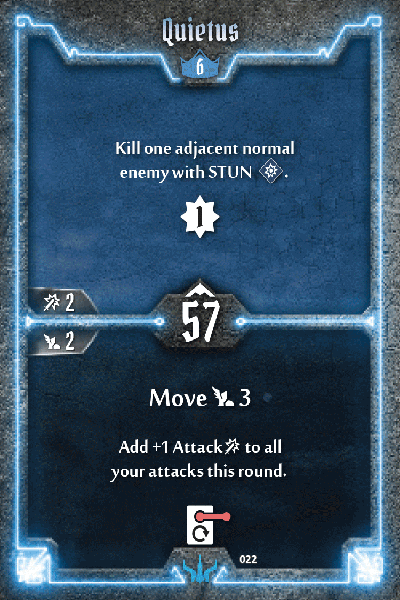 Quietus
6
Kill one adjacent normal
enemy with STUN.
1
2
57
2
Move 3
Add +1 Attack to all
your attacks this round.
022